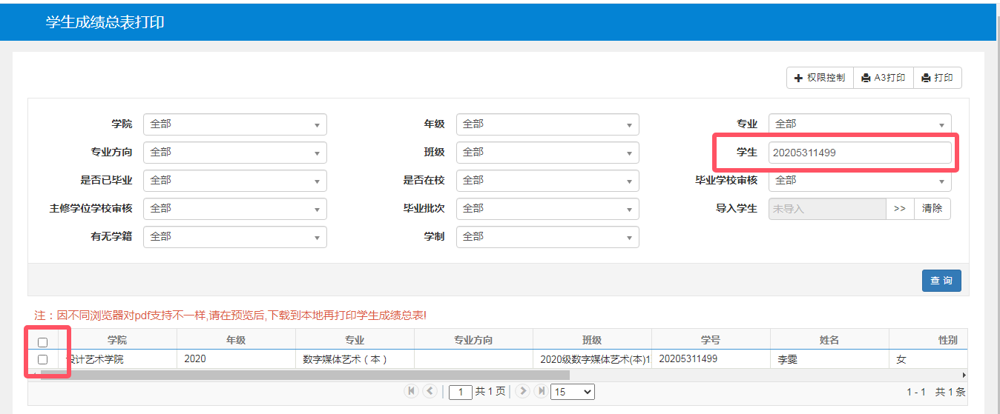 学生成绩总表打印
权限控制 A3打印 打印
学院 全部 年级 全部 专业 全部
专业方向 全部 班级 全部 学生 20205311499
是否已毕业 全部 是否在校 全部 毕业学校审核 全部
主修学位学校审核 全部 毕业批次 全部 导入学生 未导入 >> 清除
有无学籍 全部 学制 全部
查 询
注：因不同浏览器对pdf支持不一样,请在预览后,下载到本地再打印学生成绩总表!
学院 年级 专业 专业方向 班级 学号 姓名 性别
设计艺术学院 2020 数字媒体艺术（本） 2020级数字媒体艺术(本)1 20205311499 李雯 女
1 共 1 页 15 1 - 1 共 1 条